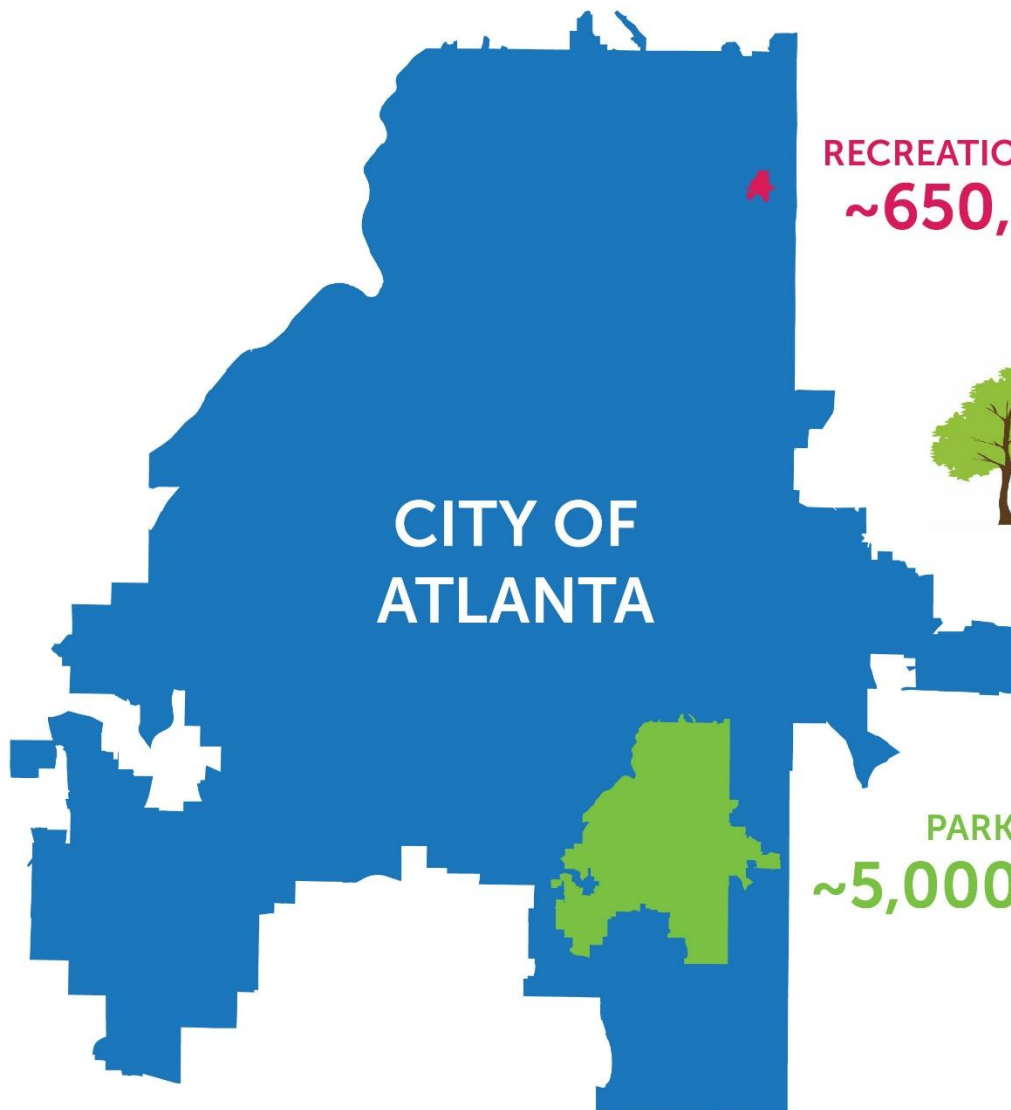 RECREATIO
~650,
CITY OF
ATLANTA
PARK
~5,000